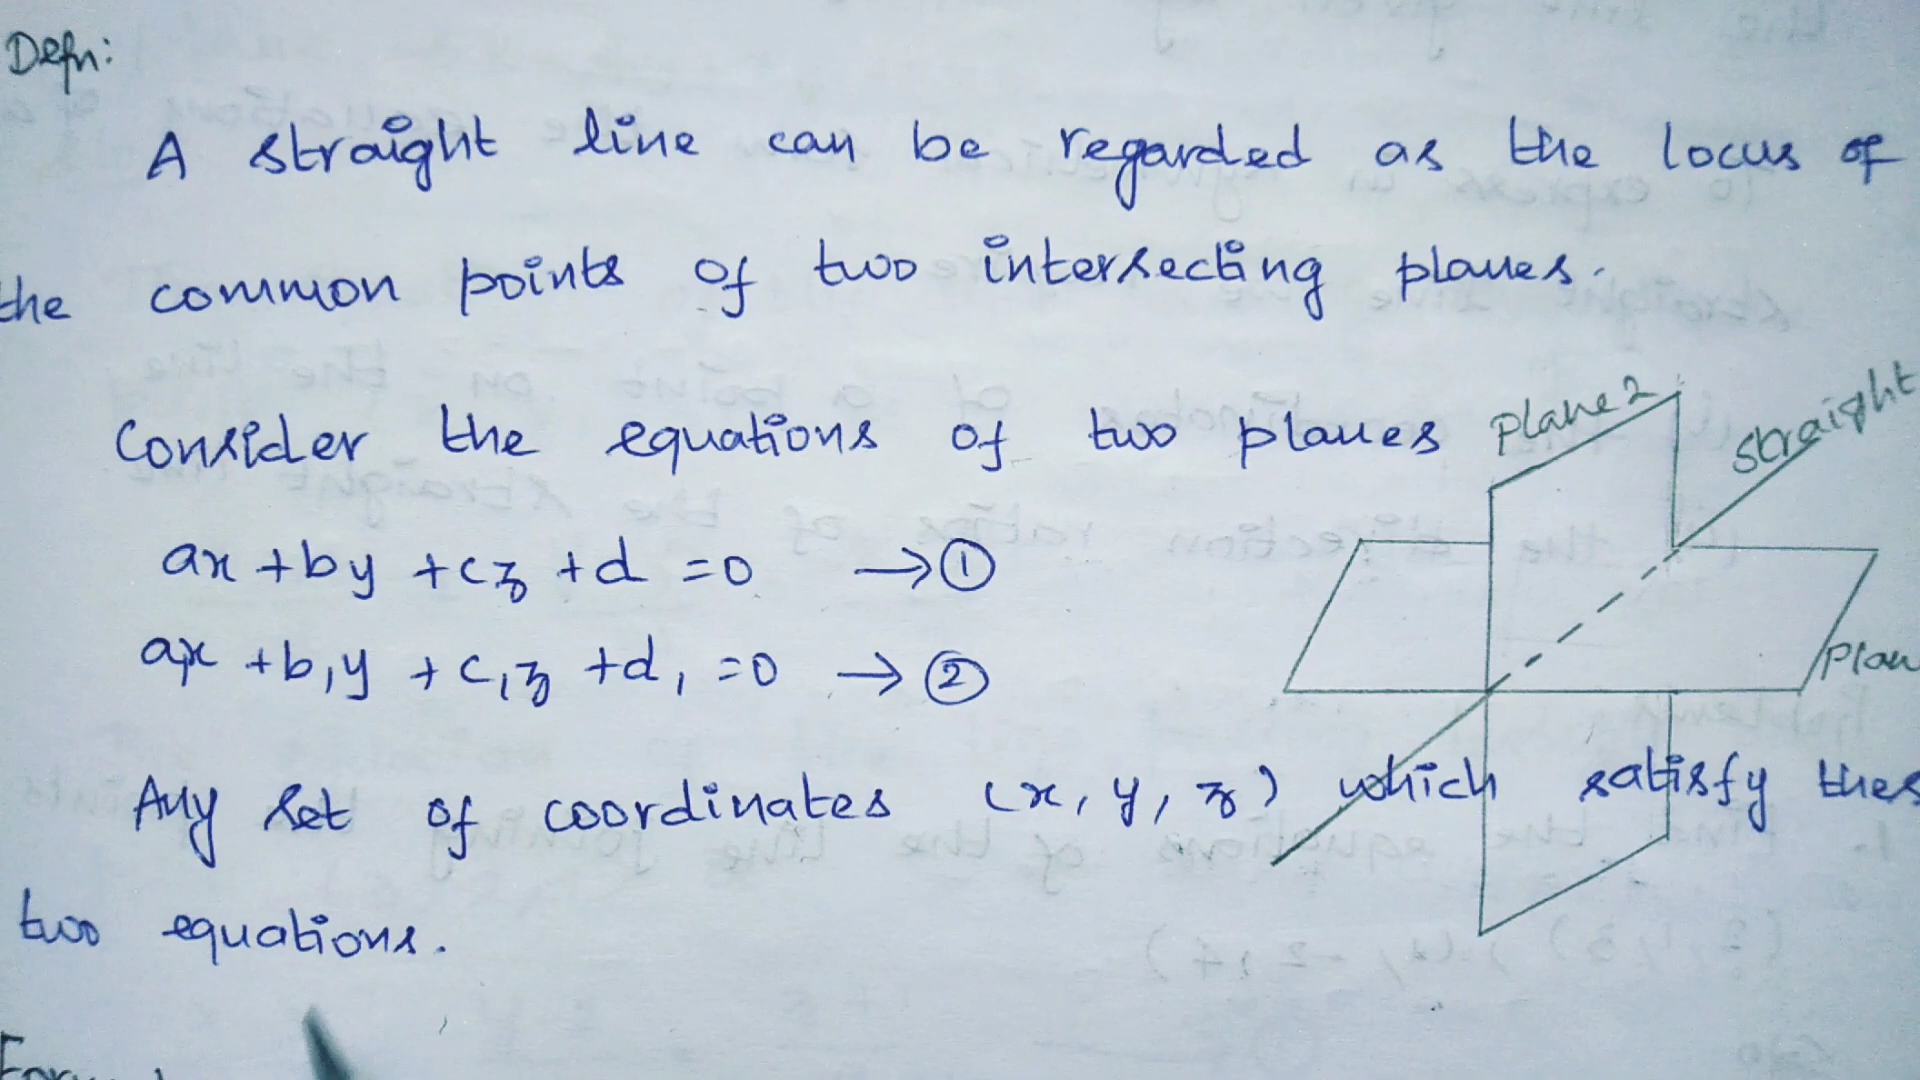 Defn:
A straight line can be regarded as the locus of
the common points of two intersecting planes.
Consider the equations of two planes
ax + by + cz + d = 0 → ①
a₁x + b₁y + c₁z + d₁ = 0 → ②
Plane 2
straight
Plan
Any set of coordinates (x, y, z) which satisfy thes
two equations.